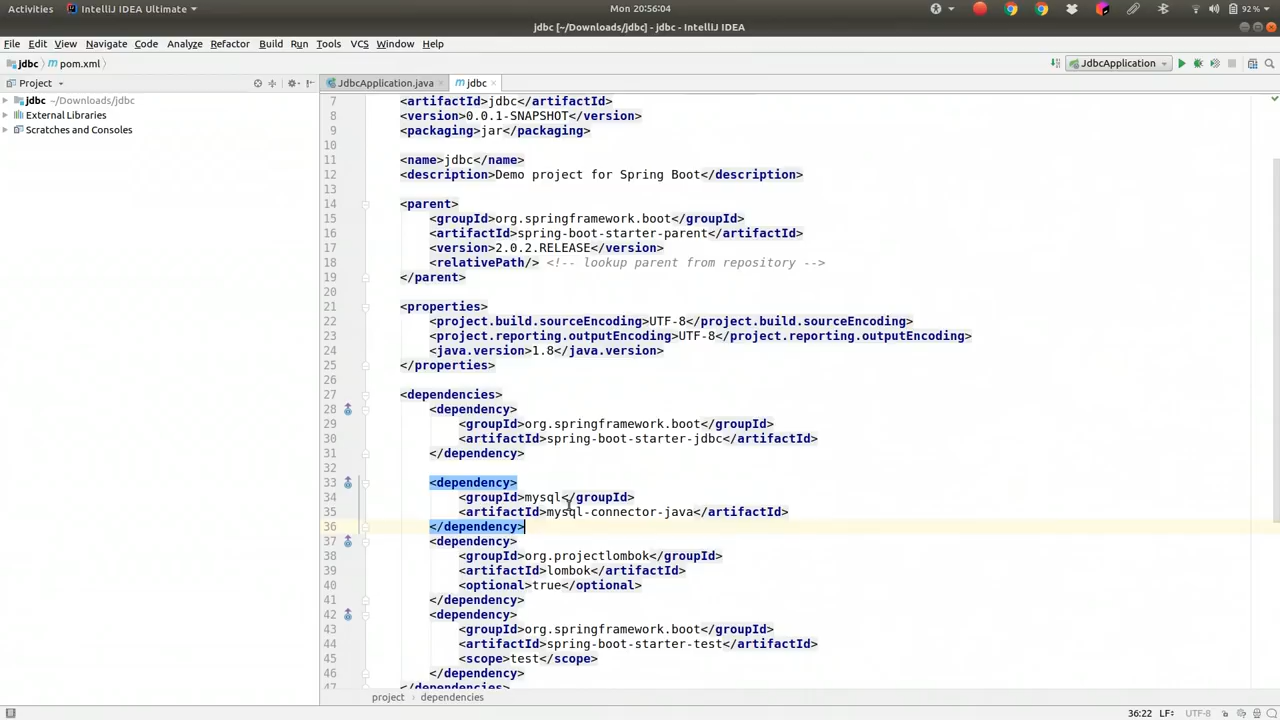 Activities
IntelliJ IDEA Ultimate
Mon 20:56:04
92%
jdbc [~/Downloads/jdbc] - jdbc - IntelliJ IDEA
File Edit View Navigate Code Analyze Refactor Build Run Tools VCS Window Help
jdbc pom.xml
JdbcApplication
Project
JdbcApplication.java
jdbc
jdbc ~/Downloads/jdbc
External Libraries
Scratches and Consoles
7 <artifactId>jdbc</artifactId>
8 <version>0.0.1-SNAPSHOT</version>
9 <packaging>jar</packaging>
10
11 <name>jdbc</name>
12 <description>Demo project for Spring Boot</description>
13
14 <parent>
15 <groupId>org.springframework.boot</groupId>
16 <artifactId>spring-boot-starter-parent</artifactId>
17 <version>2.0.2.RELEASE</version>
18 <relativePath/> <!-- lookup parent from repository -->
19 </parent>
20
21 <properties>
22 <project.build.sourceEncoding>UTF-8</project.build.sourceEncoding>
23 <project.reporting.outputEncoding>UTF-8</project.reporting.outputEncoding>
24 <java.version>1.8</java.version>
25 </properties>
26
27 <dependencies>
28 <dependency>
29 <groupId>org.springframework.boot</groupId>
30 <artifactId>spring-boot-starter-jdbc</artifactId>
31 </dependency>
32
33 <dependency>
34 <groupId>mysql</groupId>
35 <artifactId>mysql-connector-java</artifactId>
36 </dependency>
37 <dependency>
38 <groupId>org.projectlombok</groupId>
39 <artifactId>lombok</artifactId>
40 <optional>true</optional>
41 </dependency>
42 <dependency>
43 <groupId>org.springframework.boot</groupId>
44 <artifactId>spring-boot-starter-test</artifactId>
45 <scope>test</scope>
46 </dependency>
47 </dependencies>
project dependencies
36:22 LF÷ UTF-8÷